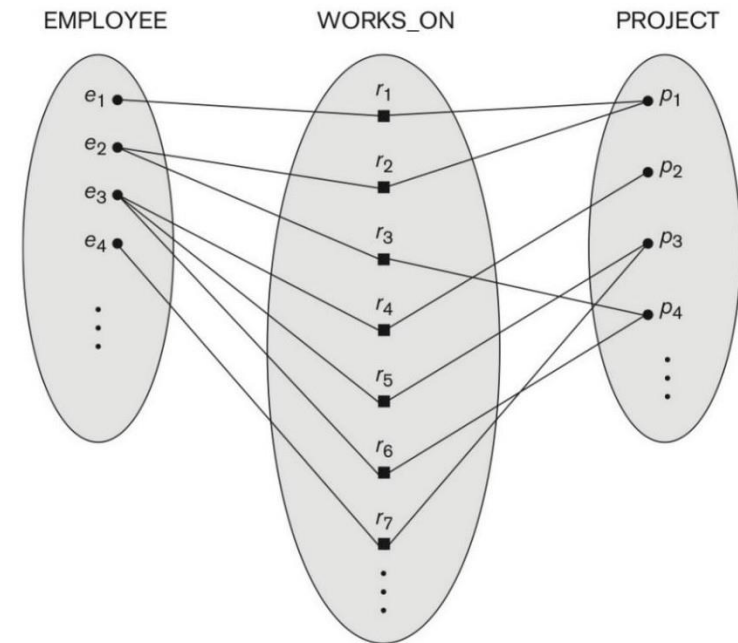 EMPLOYEE WORKS_ON PROJECT
e1 r1 p1
e2 r2 p2
e3 r3 p3
e4 r4 p4
r5
r6
r7